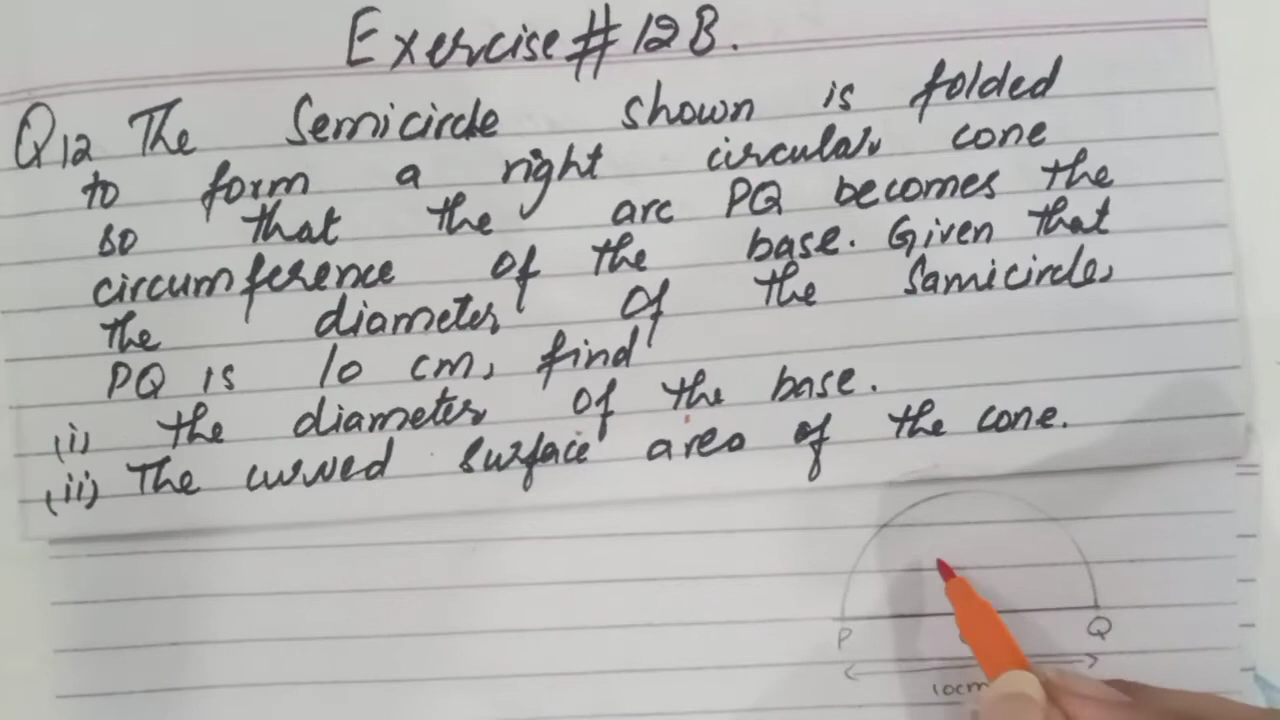 Exercise # 12B.
Q12 The Semicircle shown is folded
to form a right circular cone
so that the arc PQ becomes the
circumference of the base. Given that
the diameter of the Samicircle,
PQ is 10 cm, find
(i) the diameter of the base.
(ii) The curved surface area of the cone.
P Q
10cm